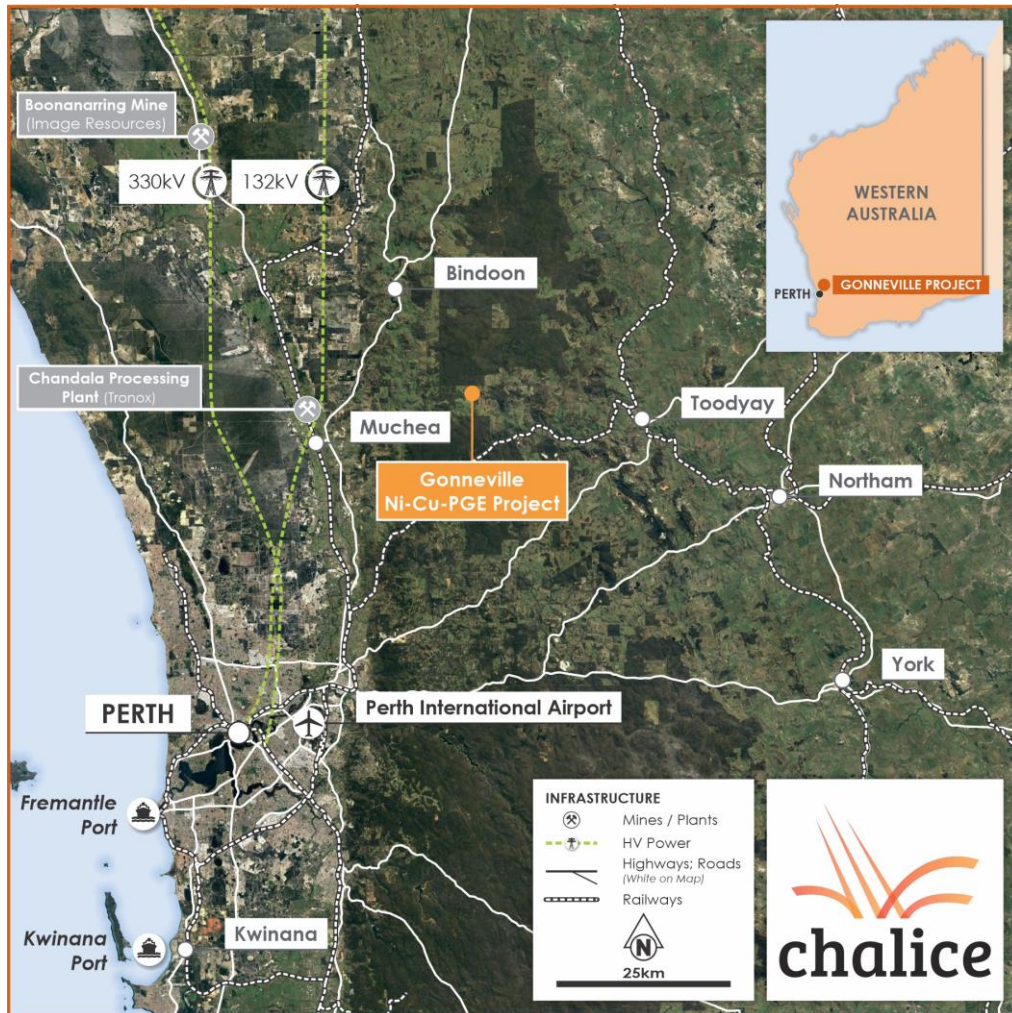 Boonanarring Mine
(Image Resources)
330kV
132kV
Bindoon
WESTERN
AUSTRALIA
PERTH
GONNEVILLE PROJECT
Chandala Processing
Plant (Tronox)
Muchea
Toodyay
Gonneville
Ni-Cu-PGE Project
Northam
York
PERTH
Perth International Airport
Fremantle
Port
Kwinana
Port
Kwinana
INFRASTRUCTURE
Mines / Plants
HV Power
Highways; Roads
(White on Map)
Railways
N
25km
chalice